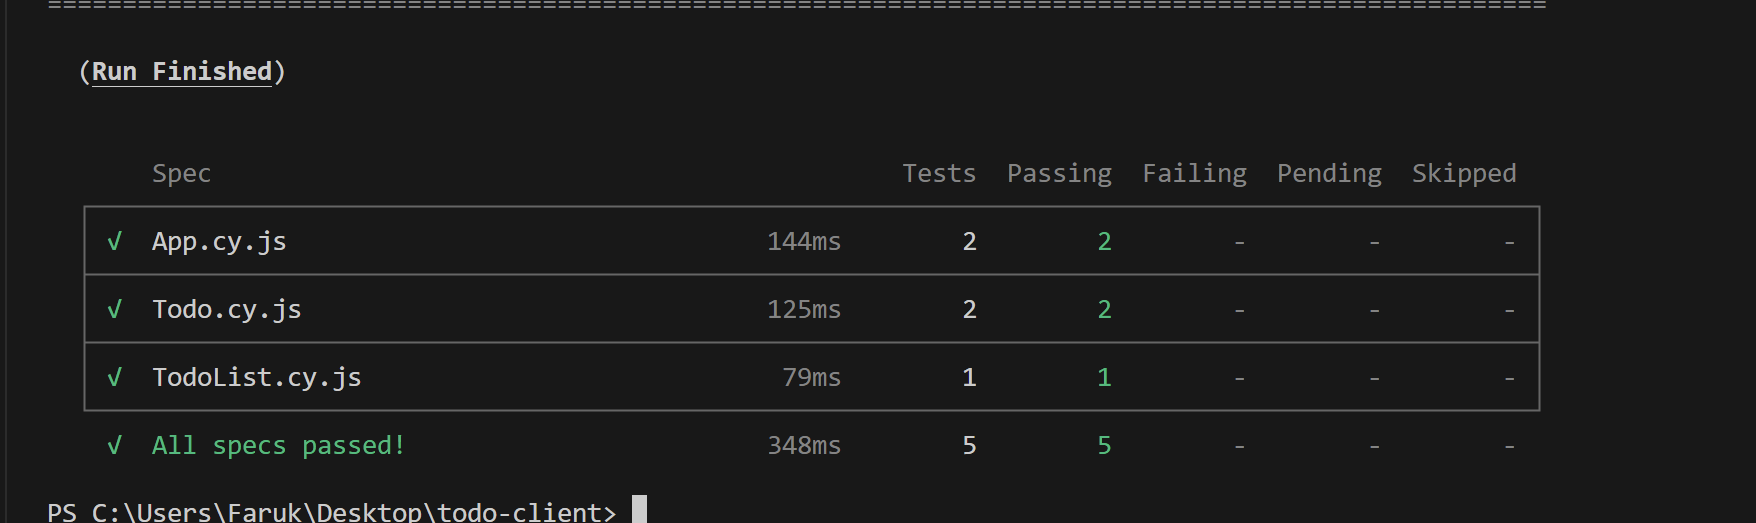 ====================================================================================================
(Run Finished)
Spec Tests Passing Failing Pending Skipped
√ App.cy.js 144ms 2 2 - - -
√ Todo.cy.js 125ms 2 2 - - -
√ TodoList.cy.js 79ms 1 1 - - -
√ All specs passed! 348ms 5 5 - - -
PS C:\Users\Faruk\Desktop\todo-client>